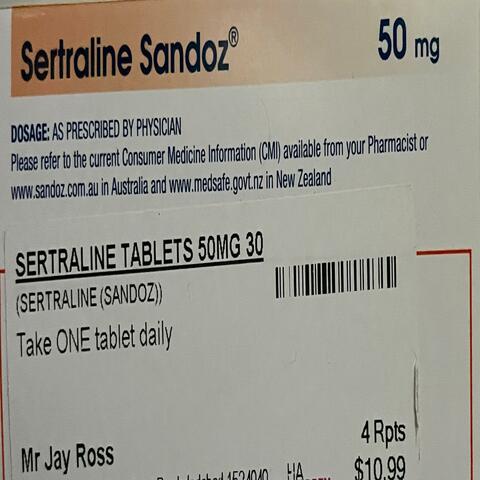 Sertraline Sandoz® 50 mg
DOSAGE: AS PRESCRIBED BY PHYSICIAN
Please refer to the current Consumer Medicine Information (CMI) available from your Pharmacist or
www.sandoz.com.au in Australia and www.medsafe.govt.nz in New Zealand
SERTRALINE TABLETS 50MG 30
(SERTRALINE (SANDOZ))
Take ONE tablet daily
4 Rpts
Mr Jay Ross
$10.99